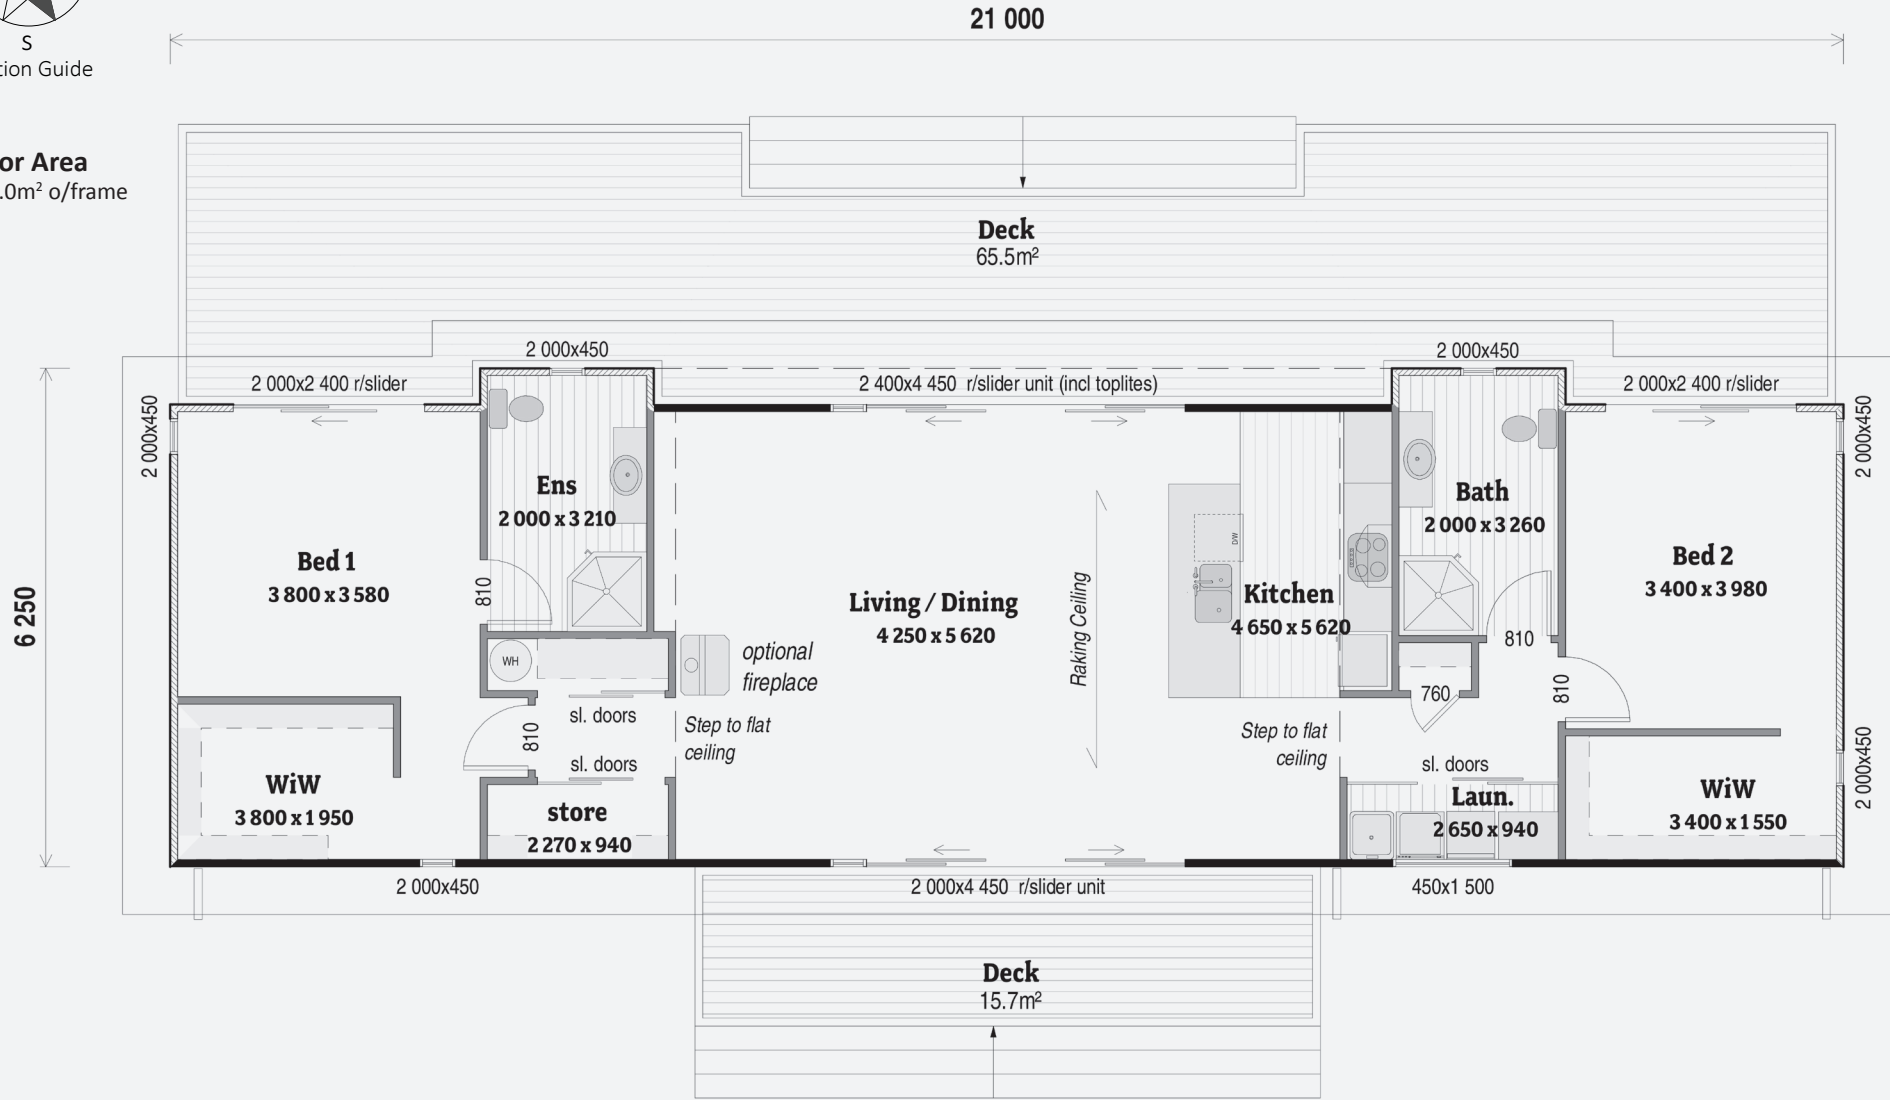 S
tion Guide
or Area
.0m² o/frame
21 000
6 250
Deck
65.5m²
2 000x450
2 000x450
2 000x2 400 r/slider
2 400x4 450 r/slider unit (incl toplites)
2 000x2 400 r/slider
2 000x450
2 000x450
Ens
2 000 x 3 210
Bath
2 000 x 3 260
Bed 1
3 800 x 3 580
810
Living / Dining
4 250 x 5 620
Raking Ceiling
D/W
Kitchen
4 650 x 5 620
Bed 2
3 400 x 3 980
810
WH
optional
fireplace
760
810
sl. doors
810
Step to flat
ceiling
Step to flat
ceiling
sl. doors
sl. doors
WiW
3 800 x 1 950
store
2 270 x 940
Laun.
2 650 x 940
WiW
3 400 x 1 550
2 000x450
2 000x450
2 000x4 450 r/slider unit
450x1 500
Deck
15.7m²